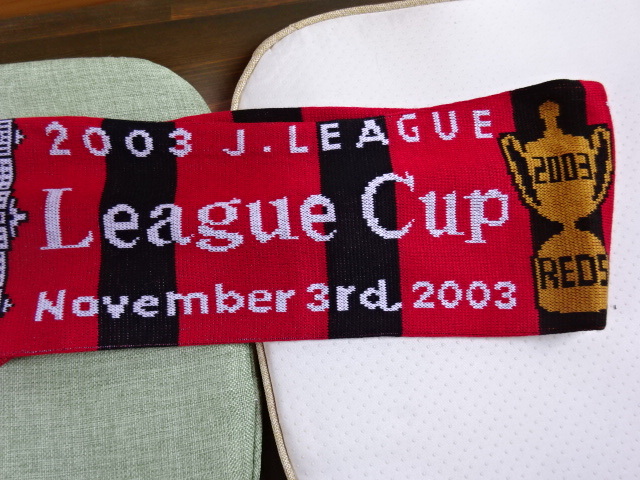 2003 J.LEAGUE
League Cup
November 3rd 2003
2003
REDS